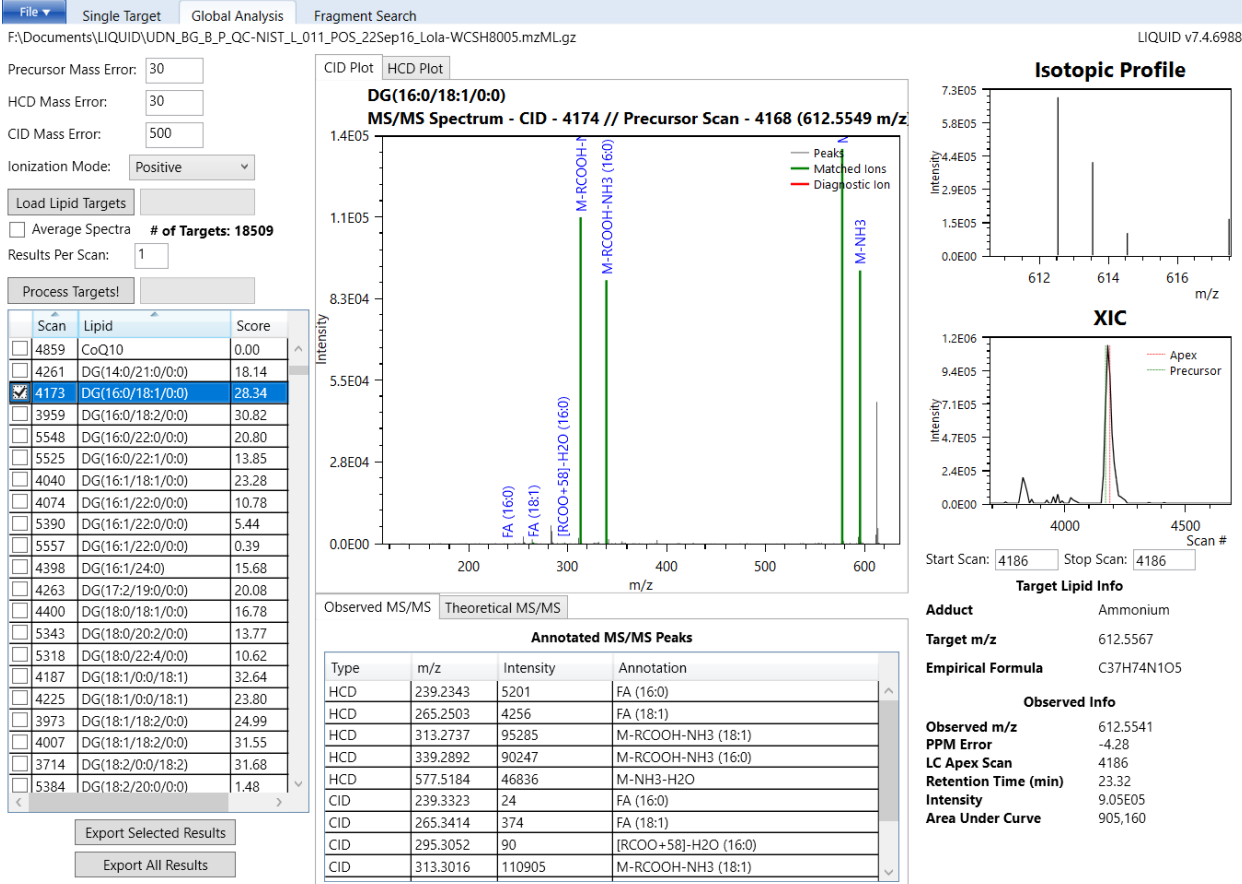 File ▼ Single Target Global Analysis Fragment Search
F:\Documents\LIQUID\UDN_BG_B_P_QC-NIST_L_011_POS_22Sep16_Lola-WCSH8005.mzML.gz LIQUID v7.4.6988
Precursor Mass Error: 30
HCD Mass Error: 30
CID Mass Error: 500
Ionization Mode: Positive
Load Lipid Targets
Average Spectra # of Targets: 18509
Results Per Scan: 1
Process Targets!
Scan Lipid Score
4859 CoQ10 0.00
4261 DG(14:0/21:0/0:0) 18.14
4173 DG(16:0/18:1/0:0) 28.34
3959 DG(16:0/18:2/0:0) 30.82
5548 DG(16:0/22:0/0:0) 20.80
5525 DG(16:0/22:1/0:0) 13.85
4040 DG(16:1/18:1/0:0) 23.28
4074 DG(16:1/22:0/0:0) 10.78
5390 DG(16:1/22:0/0:0) 5.44
5557 DG(16:1/22:0/0:0) 0.39
4398 DG(16:1/24:0) 15.68
4263 DG(17:2/19:0/0:0) 20.08
4400 DG(18:0/18:1/0:0) 16.78
5343 DG(18:0/20:2/0:0) 13.77
5318 DG(18:0/22:4/0:0) 10.62
4187 DG(18:1/0:0/18:1) 32.64
4225 DG(18:1/0:0/18:1) 23.80
3973 DG(18:1/18:2/0:0) 24.99
4007 DG(18:1/18:2/0:0) 31.55
3714 DG(18:2/0:0/18:2) 31.68
5384 DG(18:2/20:0/0:0) 1.48
Export Selected Results
Export All Results
CID Plot HCD Plot
DG(16:0/18:1/0:0)
MS/MS Spectrum - CID - 4174 // Precursor Scan - 4168 (612.5549 m/z)
1.4E05
1.1E05
8.3E04
5.5E04
2.8E04
0.0E00
Intensity
Peaks
Matched Ions
Diagnostic Ion
FA (16:0)
FA (18:1)
[RCOO+58]-H2O (16:0)
M-RCOOH-N
M-RCOOH-NH3 (16:0)
M
M-NH3
200 300 400 500 600
m/z
Observed MS/MS Theoretical MS/MS
Annotated MS/MS Peaks
Type m/z Intensity Annotation
HCD 239.2343 5201 FA (16:0)
HCD 265.2503 4256 FA (18:1)
HCD 313.2737 95285 M-RCOOH-NH3 (18:1)
HCD 339.2892 90247 M-RCOOH-NH3 (16:0)
HCD 577.5184 46836 M-NH3-H2O
CID 239.3323 24 FA (16:0)
CID 265.3414 374 FA (18:1)
CID 295.3052 90 [RCOO+58]-H2O (16:0)
CID 313.3016 110905 M-RCOOH-NH3 (18:1)
Isotopic Profile
7.3E05
5.8E05
4.4E05
2.9E05
1.5E05
0.0E00
Intensity
612 614 616
m/z
XIC
1.2E06
9.4E05
7.1E05
4.7E05
2.4E05
0.0E00
Intensity
Apex
Precursor
4000 4500
Scan #
Start Scan: 4186 Stop Scan: 4186
Target Lipid Info
Adduct Ammonium
Target m/z 612.5567
Empirical Formula C37H74N1O5
Observed Info
Observed m/z 612.5541
PPM Error -4.28
LC Apex Scan 4186
Retention Time (min) 23.32
Intensity 9.05E05
Area Under Curve 905,160